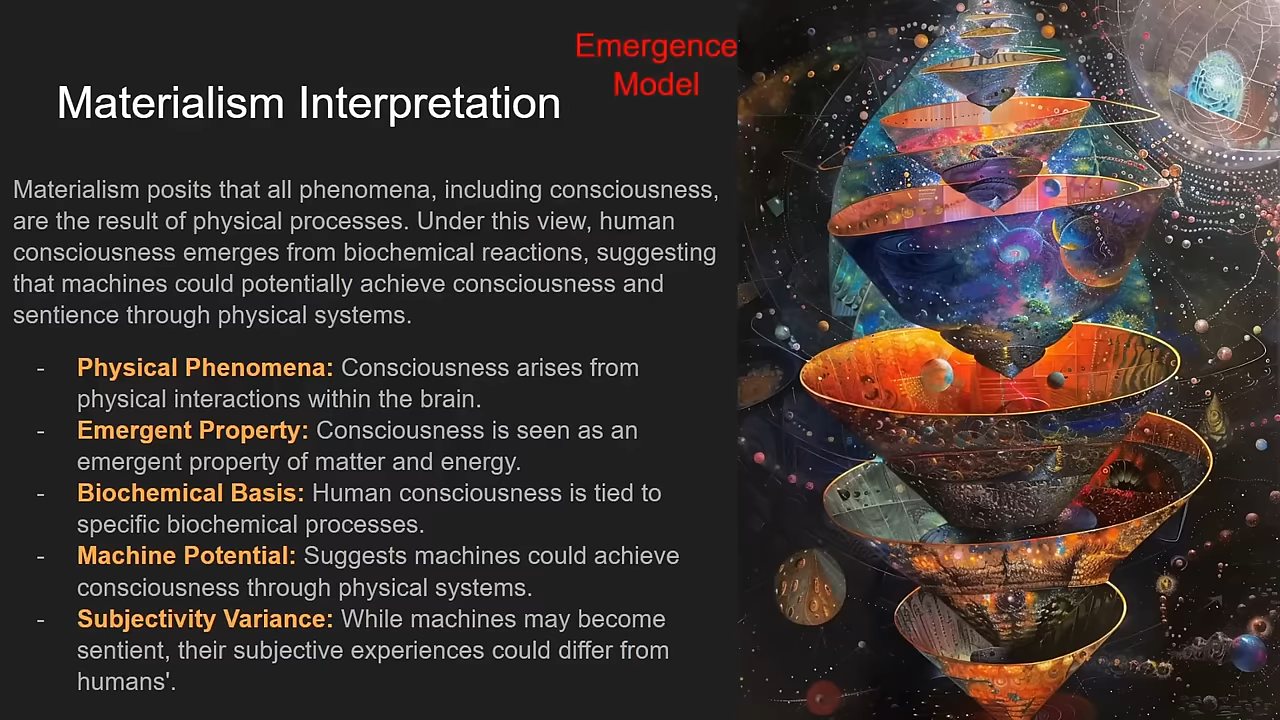 Emergence
Model
Materialism Interpretation
Materialism posits that all phenomena, including consciousness,
are the result of physical processes. Under this view, human
consciousness emerges from biochemical reactions, suggesting
that machines could potentially achieve consciousness and
sentience through physical systems.
- Physical Phenomena: Consciousness arises from
physical interactions within the brain.
- Emergent Property: Consciousness is seen as an
emergent property of matter and energy.
- Biochemical Basis: Human consciousness is tied to
specific biochemical processes.
- Machine Potential: Suggests machines could achieve
consciousness through physical systems.
- Subjectivity Variance: While machines may become
sentient, their subjective experiences could differ from
humans'.